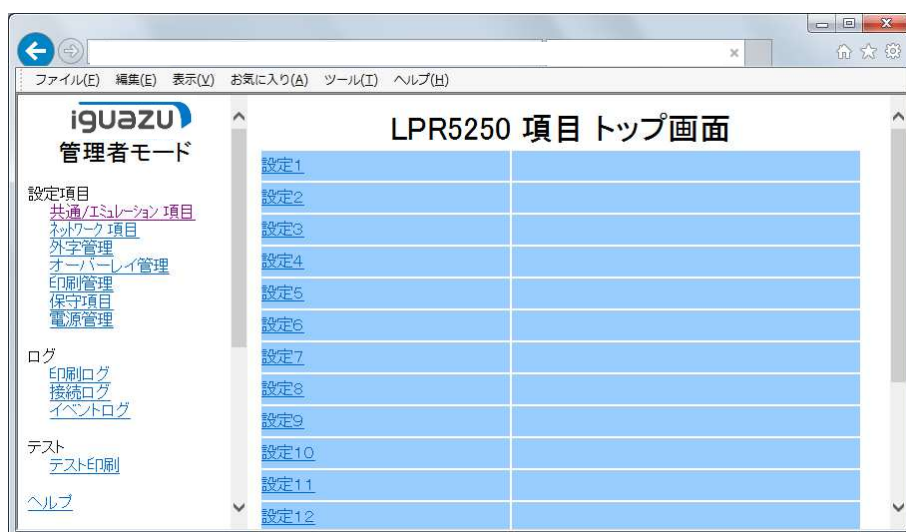 ファイル(F) 編集(E) 表示(V) お気に入り(A) ツール(T) ヘルプ(H)
iguazu
管理者モード
設定項目
共通/エミュレーション 項目
ネットワーク 項目
外字管理
オーバーレイ管理
印刷管理
保守項目
電源管理
ログ
印刷ログ
接続ログ
イベントログ
テスト
テスト印刷
ヘルプ
LPR5250 項目 トップ画面
設定1
設定2
設定3
設定4
設定5
設定6
設定7
設定8
設定9
設定10
設定11
設定12